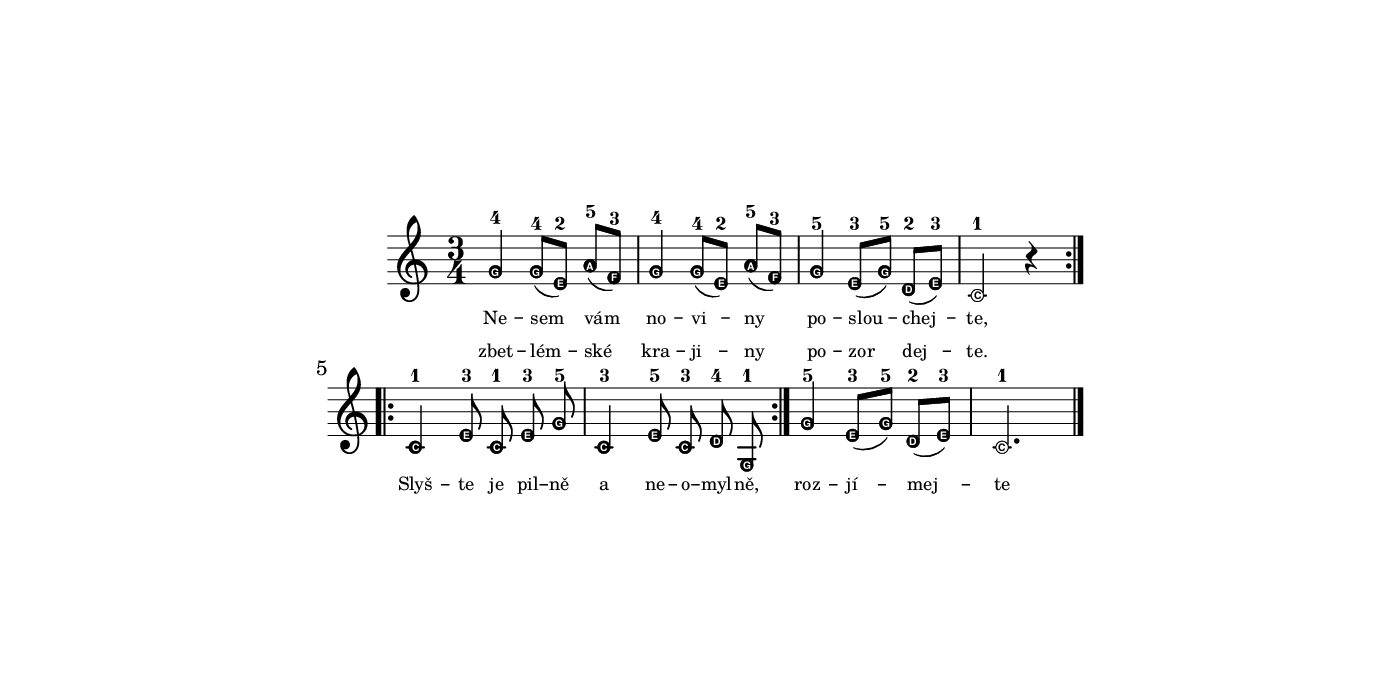 4 4 2 5 3 4 4 2 5 3 5 3 5 2 3 1
3
4
G G E A F G G E A F G E G D E C
Ne – sem vám no – vi – ny po – slou – chej – te,
zbet – lém – ské kra – ji – ny po – zor dej – te.
5
1 3 1 3 5 3 5 3 4 1 5 3 5 2 3 1
C E C E G C E C D G G E G D E C
Slyš – te je pil – ně a ne – o – myl – ně, roz – jí – mej – te